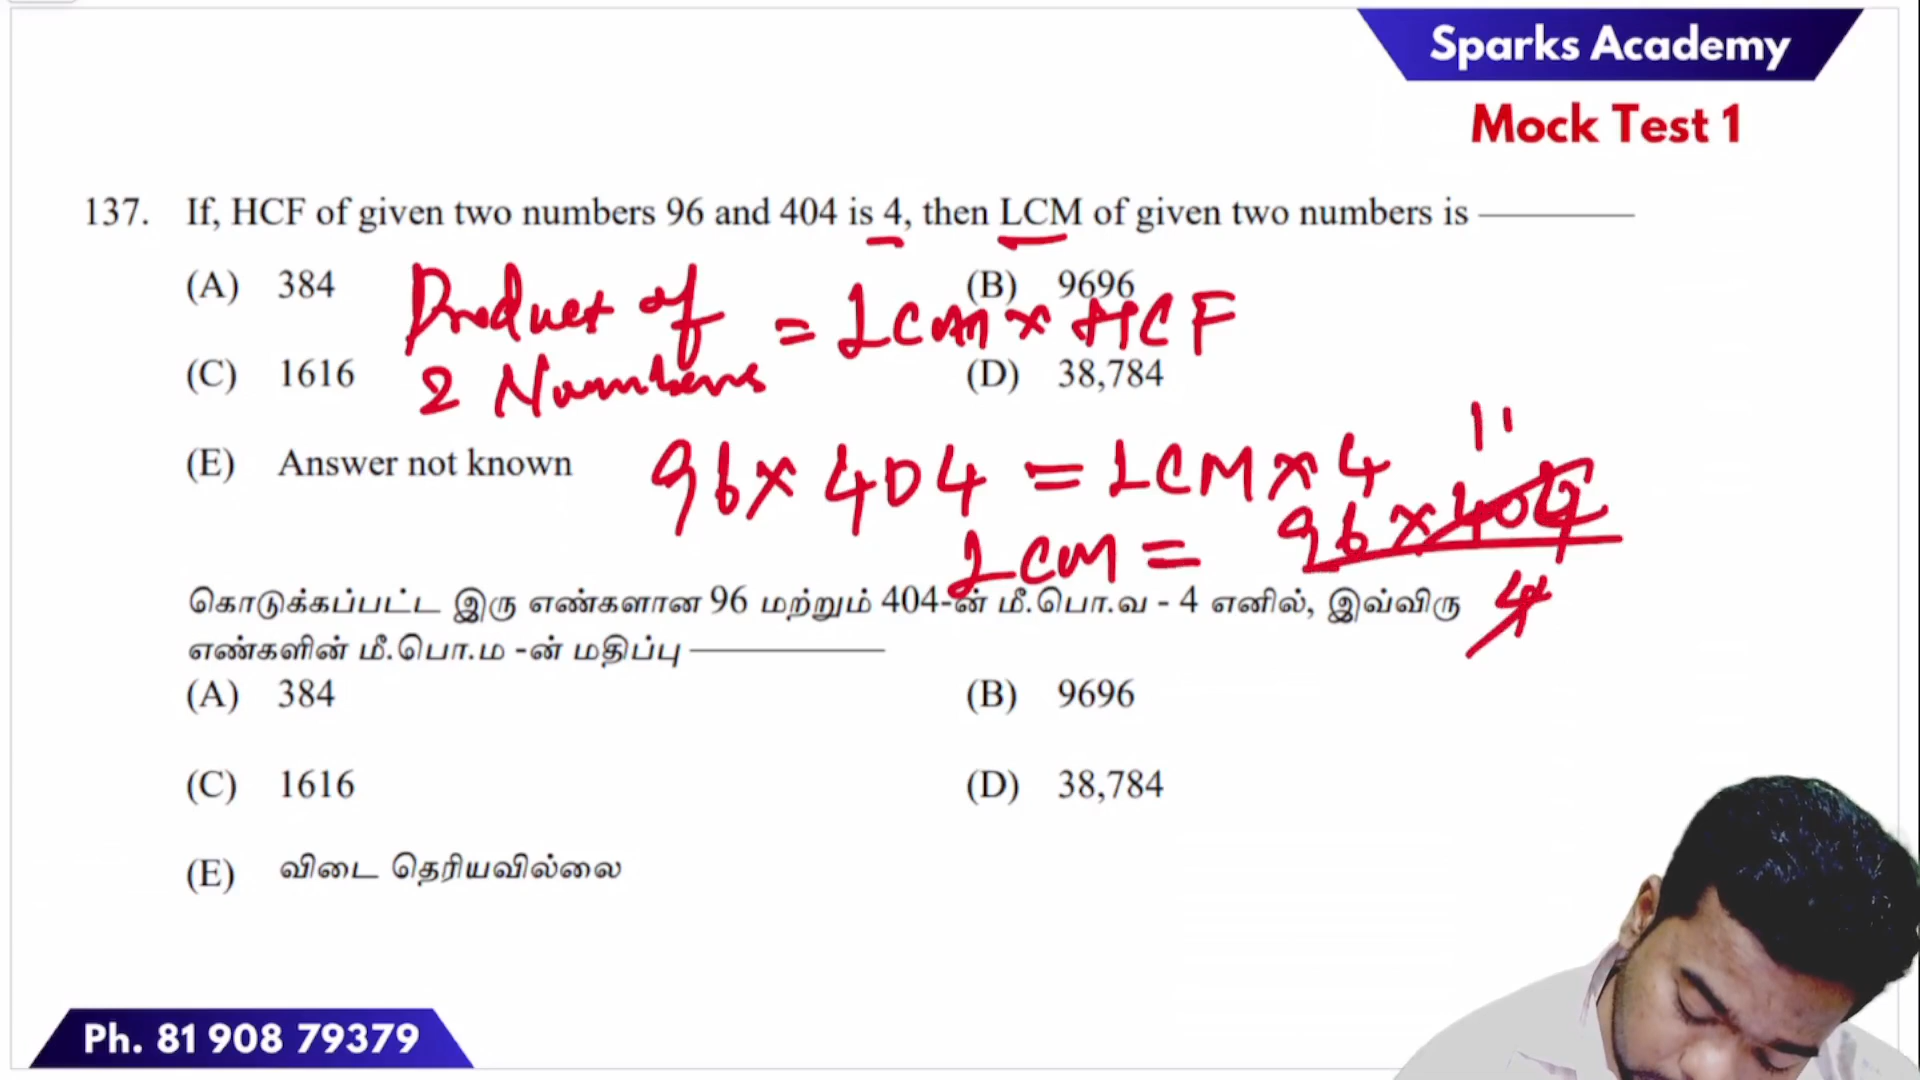 Sparks Academy
Mock Test 1
137. If, HCF of given two numbers 96 and 404 is 4, then LCM of given two numbers is
(A) 384
(B) 9696
Product of = LCM × HCF
2 Numbers
(C) 1616
(D) 38,784
(E) Answer not known
96 × 404 = LCM × 4
11
LCM = 96 × 404
4
கொடுக்கப்பட்ட இரு எண்களான 96 மற்றும் 404-ன் மீ.பொ.வ - 4 எனில், இவ்விரு
எண்களின் மீ.பொ.ம -ன் மதிப்பு
(A) 384
(B) 9696
(C) 1616
(D) 38,784
(E) விடை தெரியவில்லை
Ph. 81 908 79379